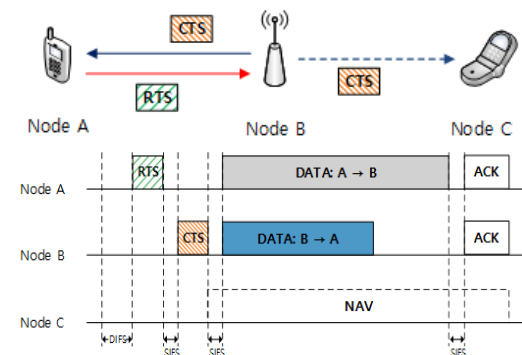 CTS
RTS
CTS
Node A
Node B
Node C
Node A
RTS
DATA: A → B
ACK
Node B
CTS
DATA: B → A
ACK
Node C
NAV
DIFS
SIFS
SIFS
SIFS